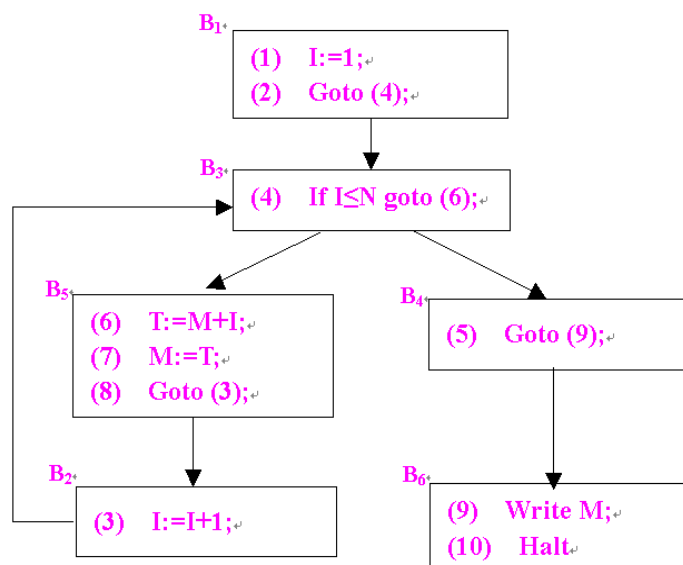 B₁
(1) I:=1;
(2) Goto (4);
B₃
(4) If I≤N goto (6);
B₅
(6) T:=M+I;
(7) M:=T;
(8) Goto (3);
B₄
(5) Goto (9);
B₂
(3) I:=I+1;
B₆
(9) Write M;
(10) Halt